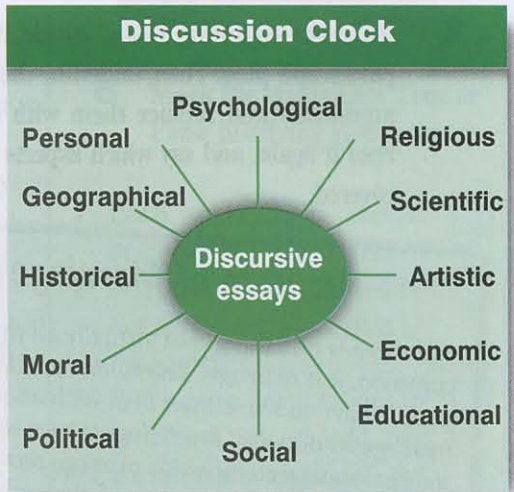 Discussion Clock
Psychological
Personal
Religious
Geographical
Scientific
Discursive
essays
Historical
Artistic
Moral
Economic
Educational
Political
Social